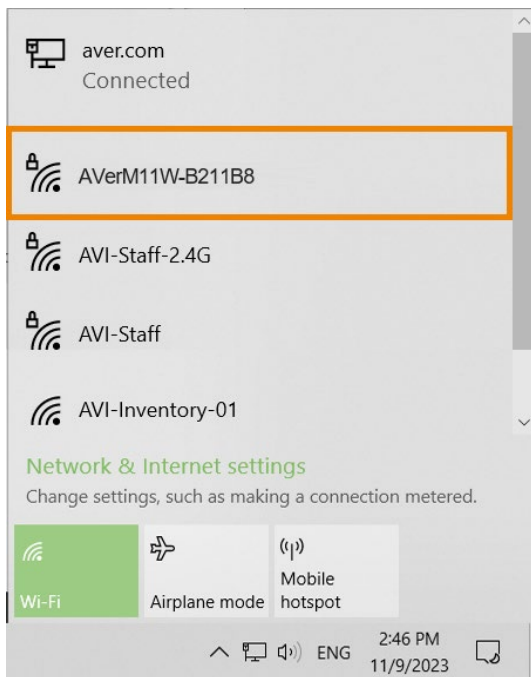 aver.com
Connected
AVerM11W-B211B8
AVI-Staff-2.4G
AVI-Staff
AVI-Inventory-01
Network & Internet settings
Change settings, such as making a connection metered.
Wi-Fi
Airplane mode
Mobile
hotspot
ENG
2:46 PM
11/9/2023